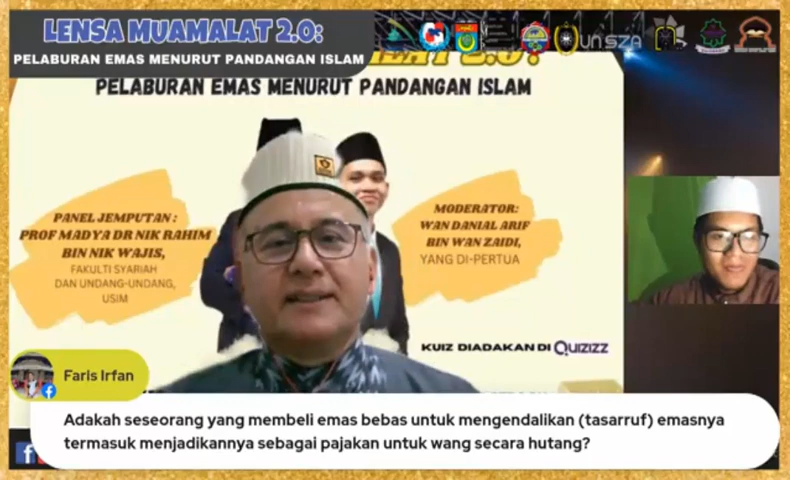 LENSA MUAMALAT 2.0:
PELABURAN EMAS MENURUT PANDANGAN ISLAM
UNSZA
PELABURAN EMAS MENURUT PANDANGAN ISLAM
PANEL JEMPUTAN :
PROF MADYA DR NIK RAHIM
BIN NIK WAJIS,
FAKULTI SYARIAH
DAN UNDANG-UNDANG,
USIM
MODERATOR:
WAN DANIAL ARIF
BIN WAN ZAIDI,
YANG DI-PERTUA
KUIZ DIADAKAN DI Quizizz
Faris Irfan
Adakah seseorang yang membeli emas bebas untuk mengendalikan (tasarruf) emasnya
termasuk menjadikannya sebagai pajakan untuk wang secara hutang?